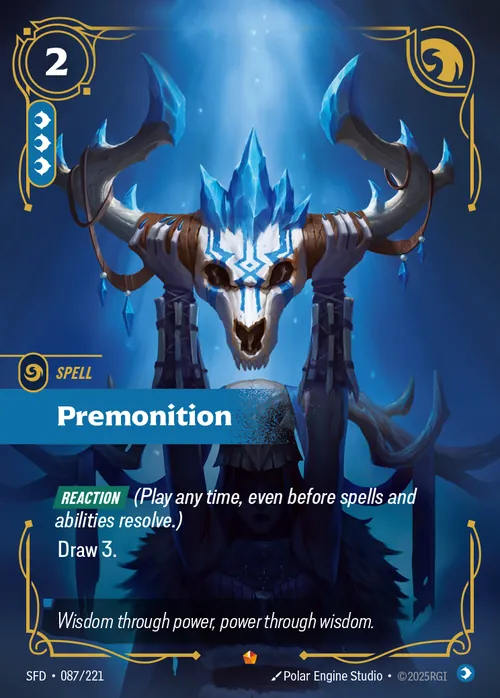 2
SPELL
Premonition
REACTION (Play any time, even before spells and
abilities resolve.)
Draw 3.
Wisdom through power, power through wisdom.
SFD • 087/221
Polar Engine Studio • ©2025RGI